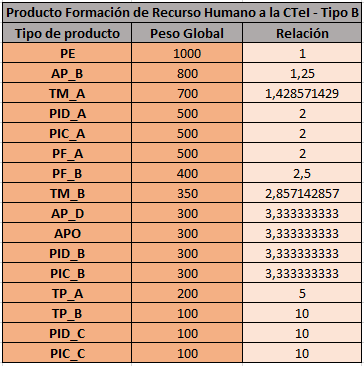 Producto Formación de Recurso Humano a la CTeI - Tipo B
Tipo de producto Peso Global Relación
PE 1000 1
AP_B 800 1,25
TM_A 700 1,428571429
PID_A 500 2
PIC_A 500 2
PF_A 500 2
PF_B 400 2,5
TM_B 350 2,857142857
AP_D 300 3,333333333
APO 300 3,333333333
PID_B 300 3,333333333
PIC_B 300 3,333333333
TP_A 200 5
TP_B 100 10
PID_C 100 10
PIC_C 100 10